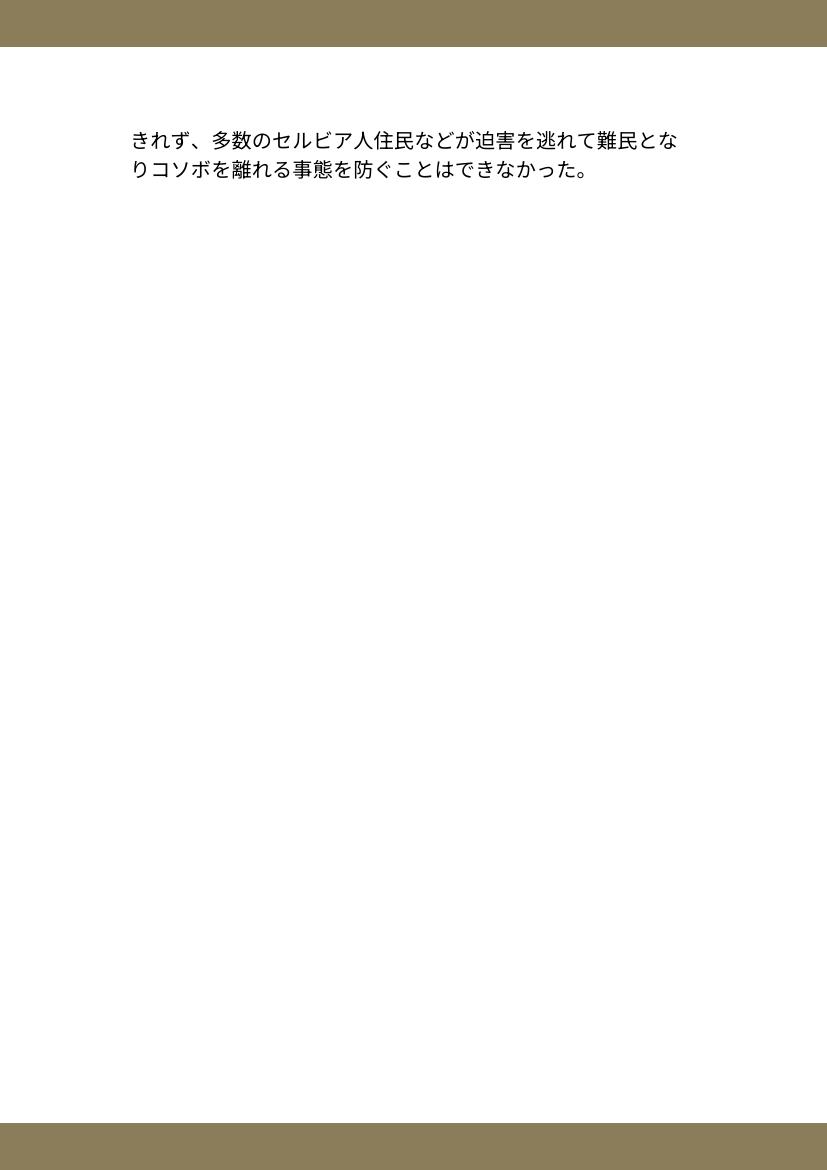 きれず、多数のセルビア人住民などが迫害を逃れて難民とな
りコソボを離れる事態を防ぐことはできなかった。